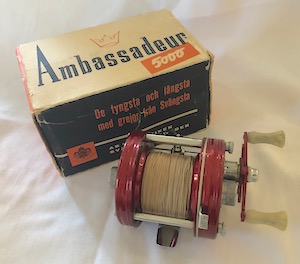 Ambassadeur
5000
De tyngsta och längsta
med grejor från Svängsta